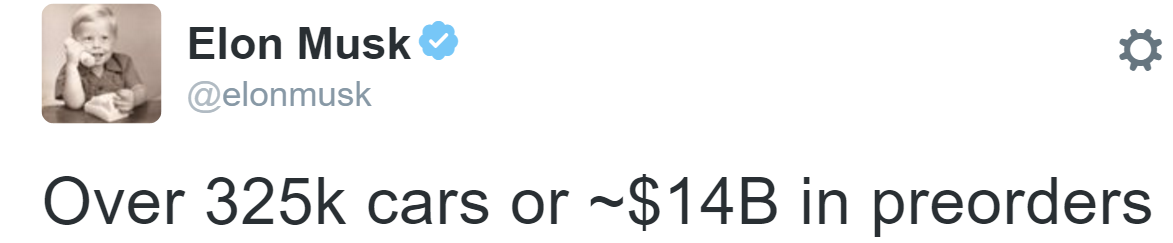 Elon Musk
@elonmusk
Over 325k cars or ~$14B in preorders